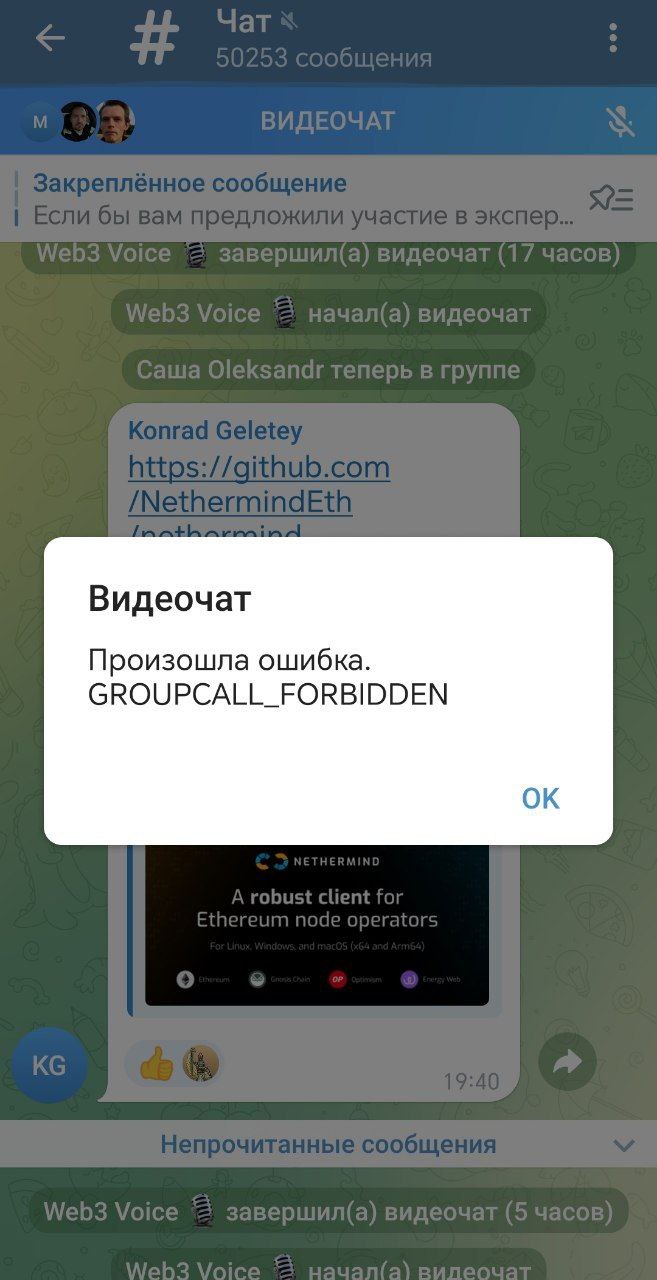 Чат
50253 сообщения
М
ВИДЕОЧАТ
Закреплённое сообщение
Если бы вам предложили участие в экспер...
Web3 Voice завершил(а) видеочат (17 часов)
Web3 Voice начал(а) видеочат
Саша Oleksandr теперь в группе
Konrad Geletey
https://github.com
/NethermindEth
/nethermind
Видеочат
Произошла ошибка.
GROUPCALL_FORBIDDEN
OK
NETHERMIND
A robust client for
Ethereum node operators
For Linux, Windows, and macOS (x64 and Arm64)
Ethereum Gnosis Chain OP Optimism Energy Web
KG
19:40
Непрочитанные сообщения
Web3 Voice завершил(а) видеочат (5 часов)
Web3 Voice начал(а) видеочат